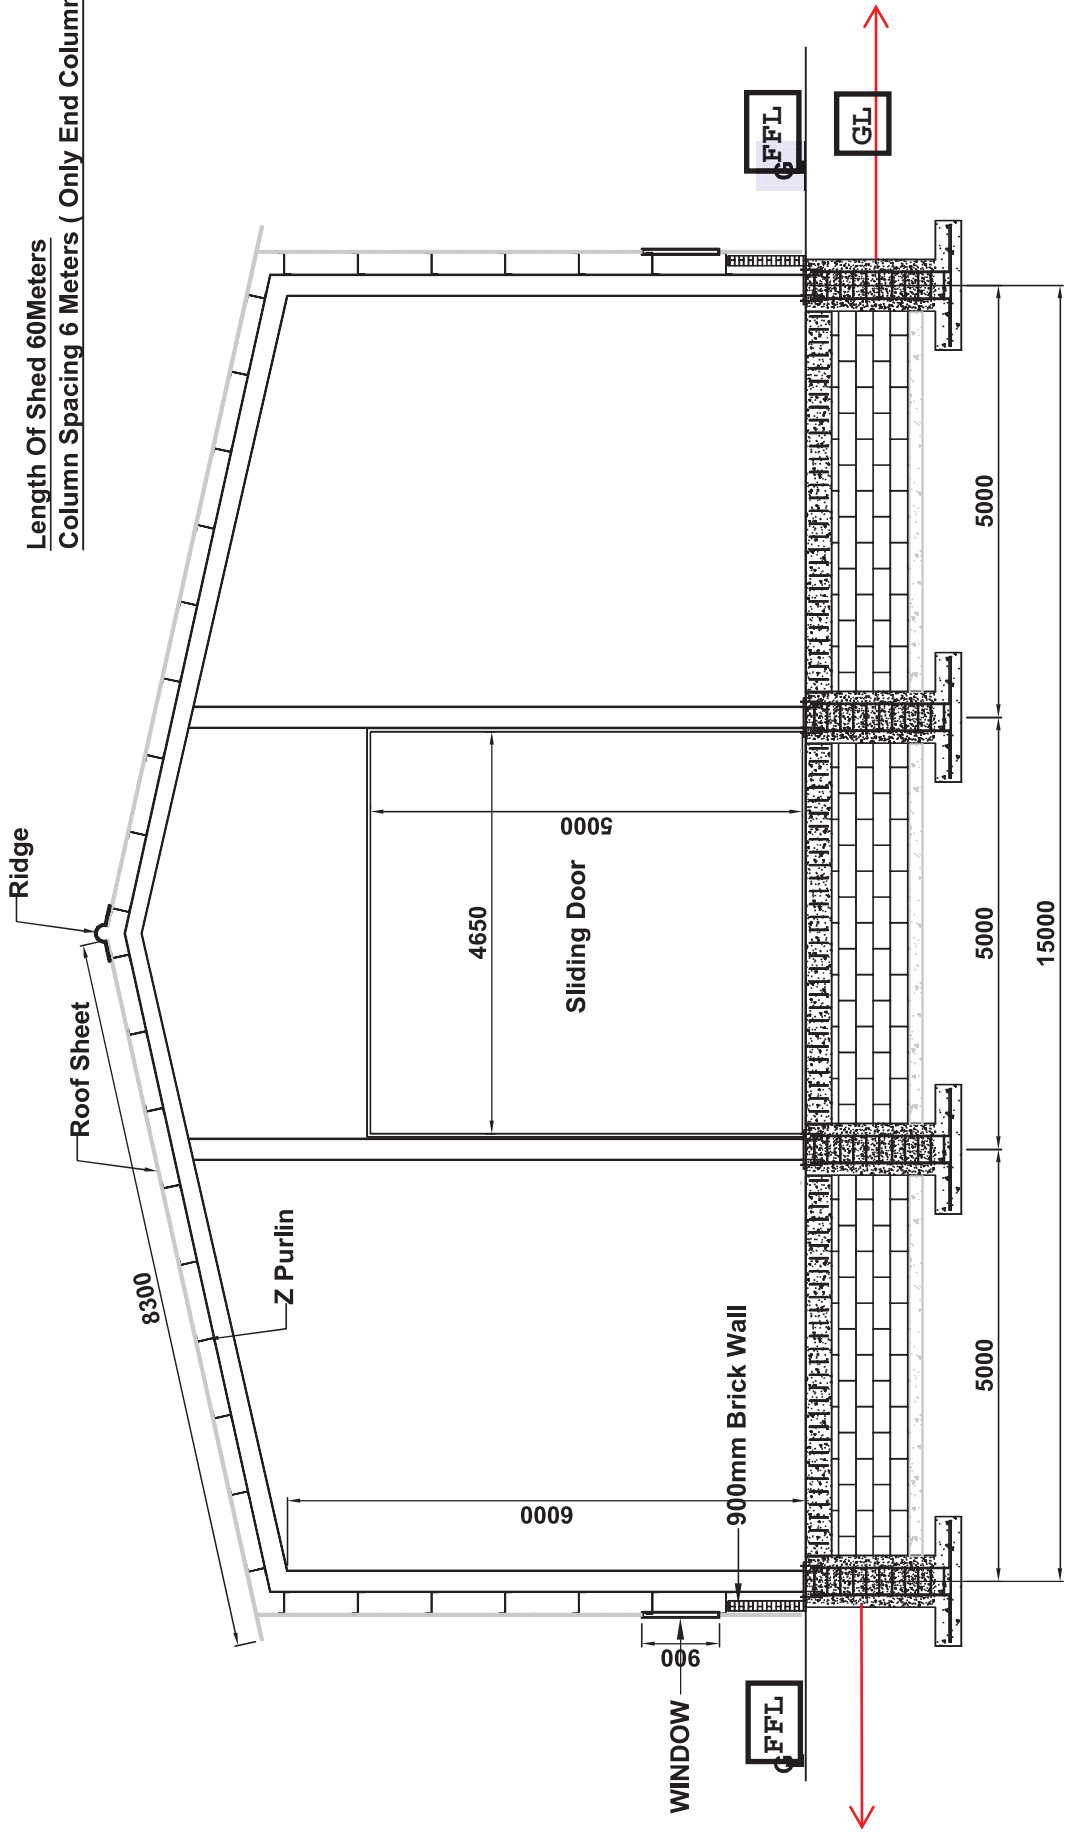 Length Of Shed 60Meters
Column Spacing 6 Meters ( Only End Column
Ridge
Roof Sheet
8300
Z Purlin
4650
5000
Sliding Door
6000
900mm Brick Wall
900
WINDOW
G FFL
G FFL
GL
5000
5000
5000
15000